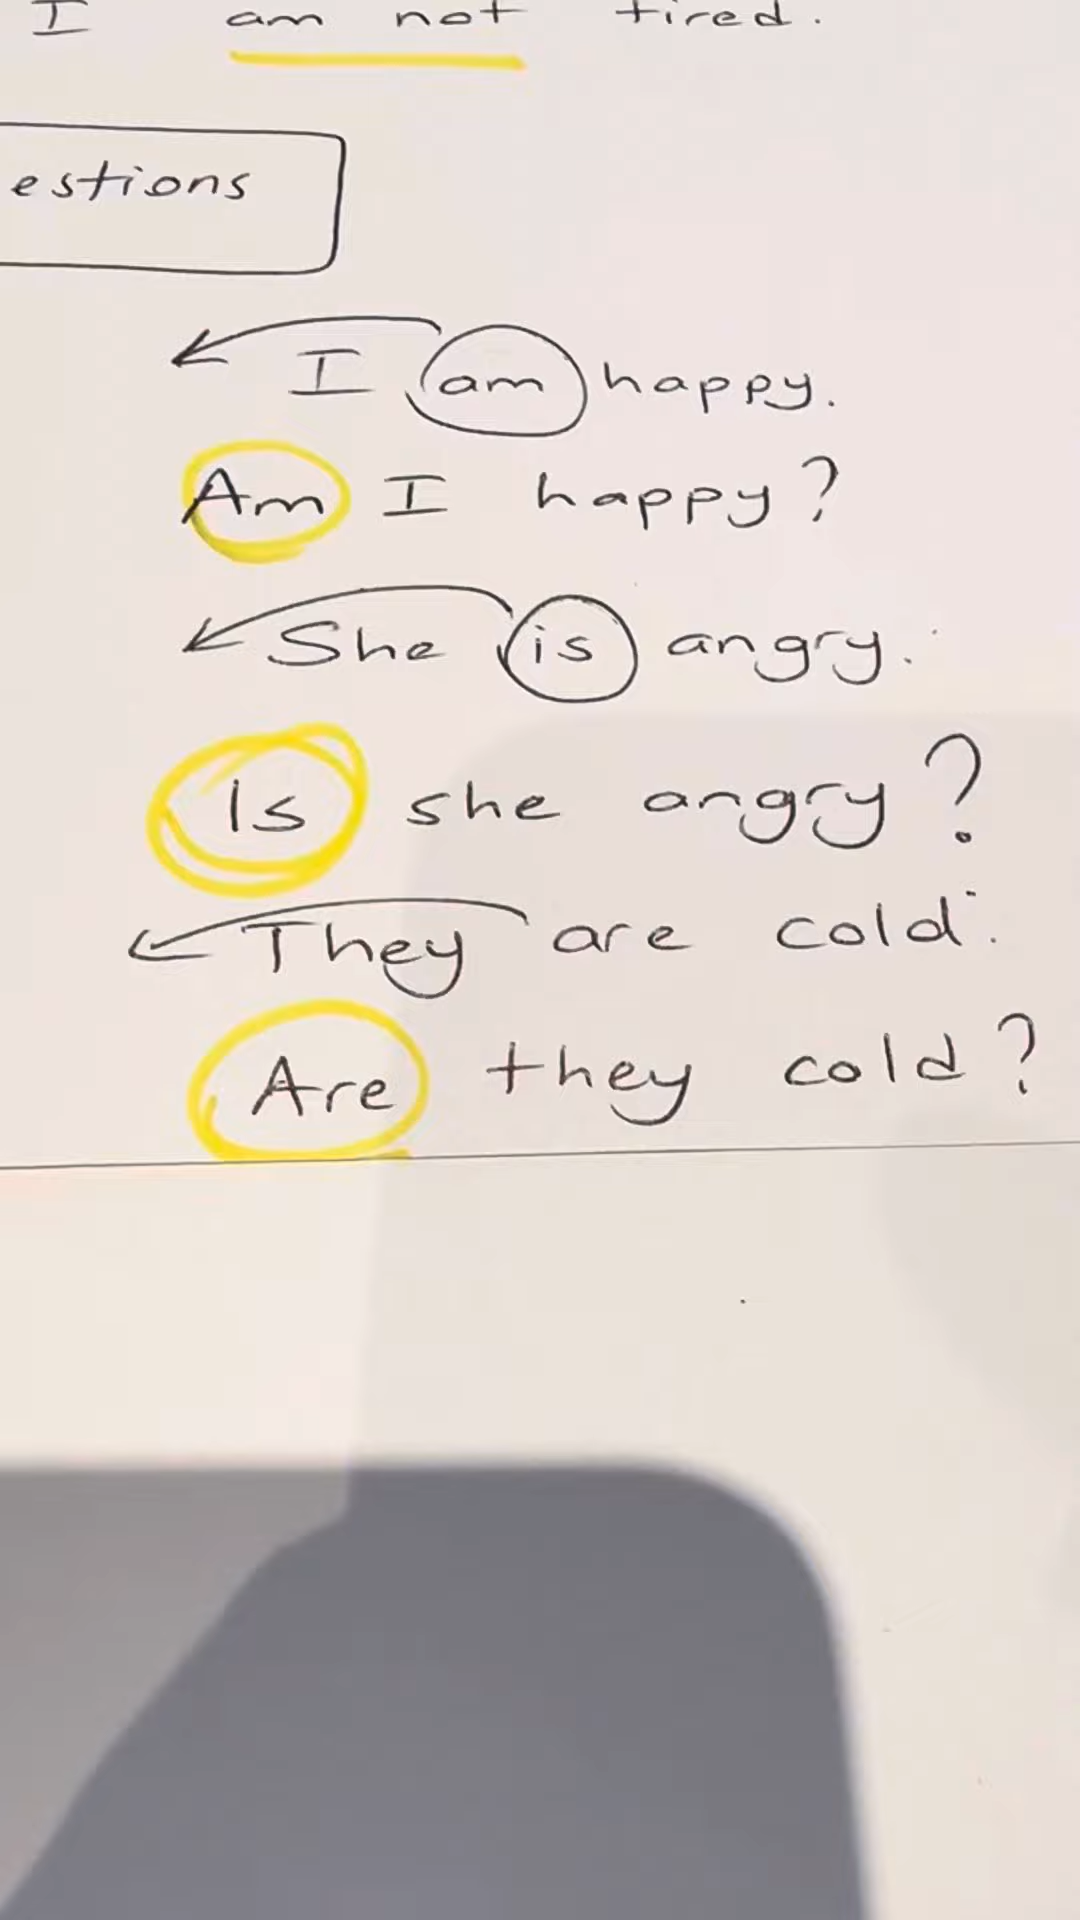 I am not tired.
estions
I am happy.
Am I happy?
She is angry.
Is she angry?
They are cold.
Are they cold?